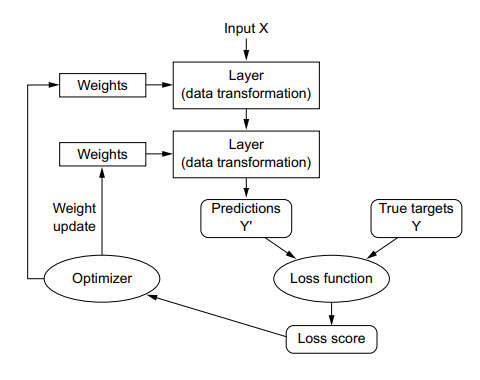 Input X
Weights
Layer
(data transformation)
Weights
Layer
(data transformation)
Weight
update
Predictions
Y'
True targets
Y
Optimizer
Loss function
Loss score